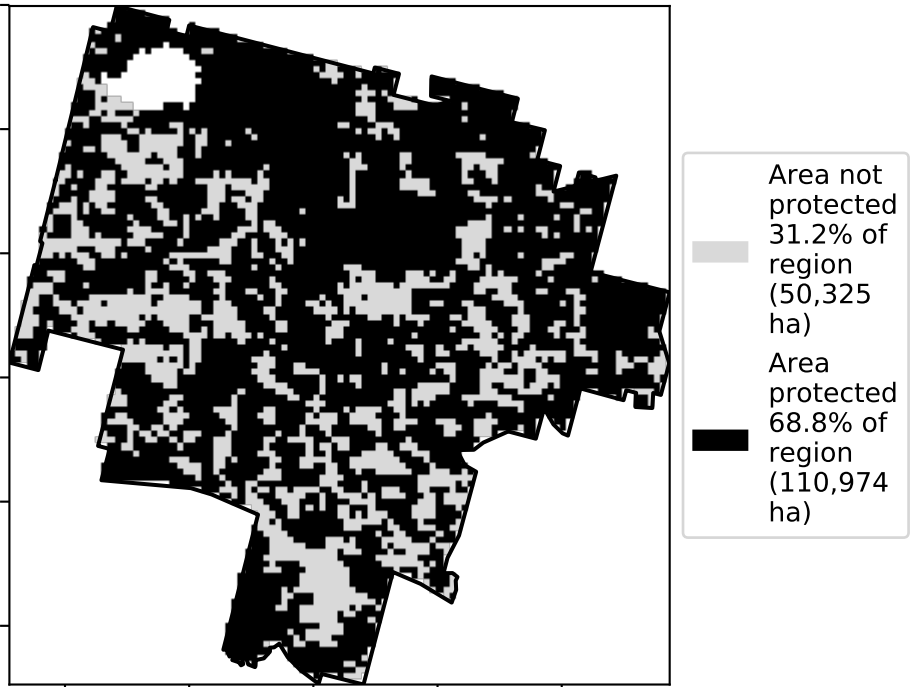 Area not
protected
31.2% of
region
(50,325
ha)
Area
protected
68.8% of
region
(110,974
ha)